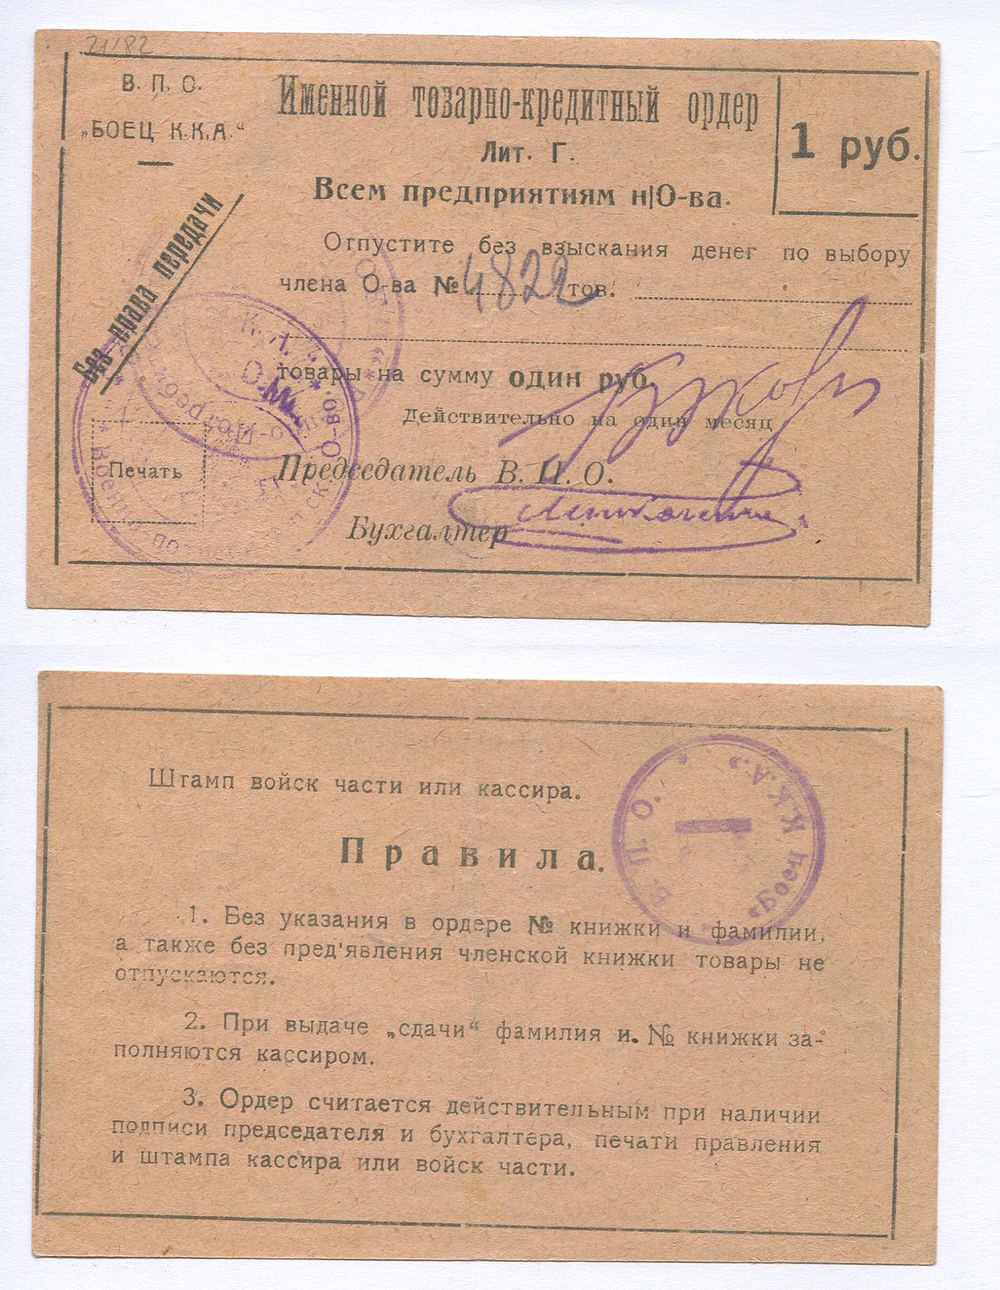 21/82
В. П. О.
„БОЕЦ К.К.А.“
Именной товарно-кредитный ордер
Лит. Г.
1 руб.
Всем предприятиям н|О-ва.
Без права передачи
Отпустите без взыскания денег по выбору
члена О-ва № 4822 тов.
товары на сумму один руб.
Действительно на один месяц
Печать
Председатель В. П. О.
Бухгалтер
Штамп войск части или кассира.
В. П. О. * „Боец К.К.А.“ *
Правила.
1. Без указания в ордере № книжки и фамилии,
а также без пред'явления членской книжки товары не
отпускаются.
2. При выдаче „сдачи“ фамилия и. № книжки за-
полняются кассиром.
3. Ордер считается действительным при наличии
подписи председателя и бухгалтера, печати правления
и штампа кассира или войск части.